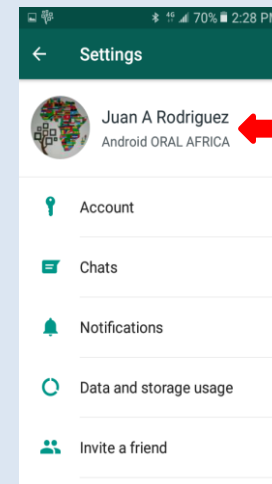 4G 70% 2:28 PM
Settings
Juan A Rodriguez
Android ORAL AFRICA
Account
Chats
Notifications
Data and storage usage
Invite a friend